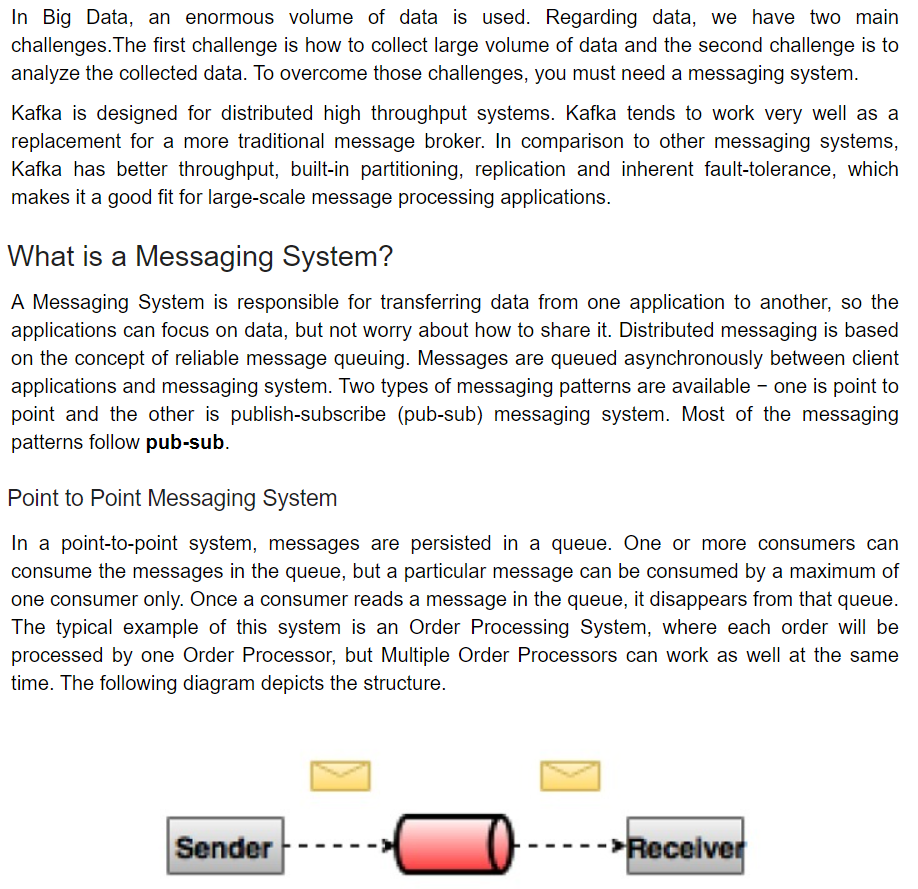 In Big Data, an enormous volume of data is used. Regarding data, we have two main
challenges.The first challenge is how to collect large volume of data and the second challenge is to
analyze the collected data. To overcome those challenges, you must need a messaging system.
Kafka is designed for distributed high throughput systems. Kafka tends to work very well as a
replacement for a more traditional message broker. In comparison to other messaging systems,
Kafka has better throughput, built-in partitioning, replication and inherent fault-tolerance, which
makes it a good fit for large-scale message processing applications.
What is a Messaging System?
A Messaging System is responsible for transferring data from one application to another, so the
applications can focus on data, but not worry about how to share it. Distributed messaging is based
on the concept of reliable message queuing. Messages are queued asynchronously between client
applications and messaging system. Two types of messaging patterns are available − one is point to
point and the other is publish-subscribe (pub-sub) messaging system. Most of the messaging
patterns follow pub-sub.
Point to Point Messaging System
In a point-to-point system, messages are persisted in a queue. One or more consumers can
consume the messages in the queue, but a particular message can be consumed by a maximum of
one consumer only. Once a consumer reads a message in the queue, it disappears from that queue.
The typical example of this system is an Order Processing System, where each order will be
processed by one Order Processor, but Multiple Order Processors can work as well at the same
time. The following diagram depicts the structure.
Sender
Receiver